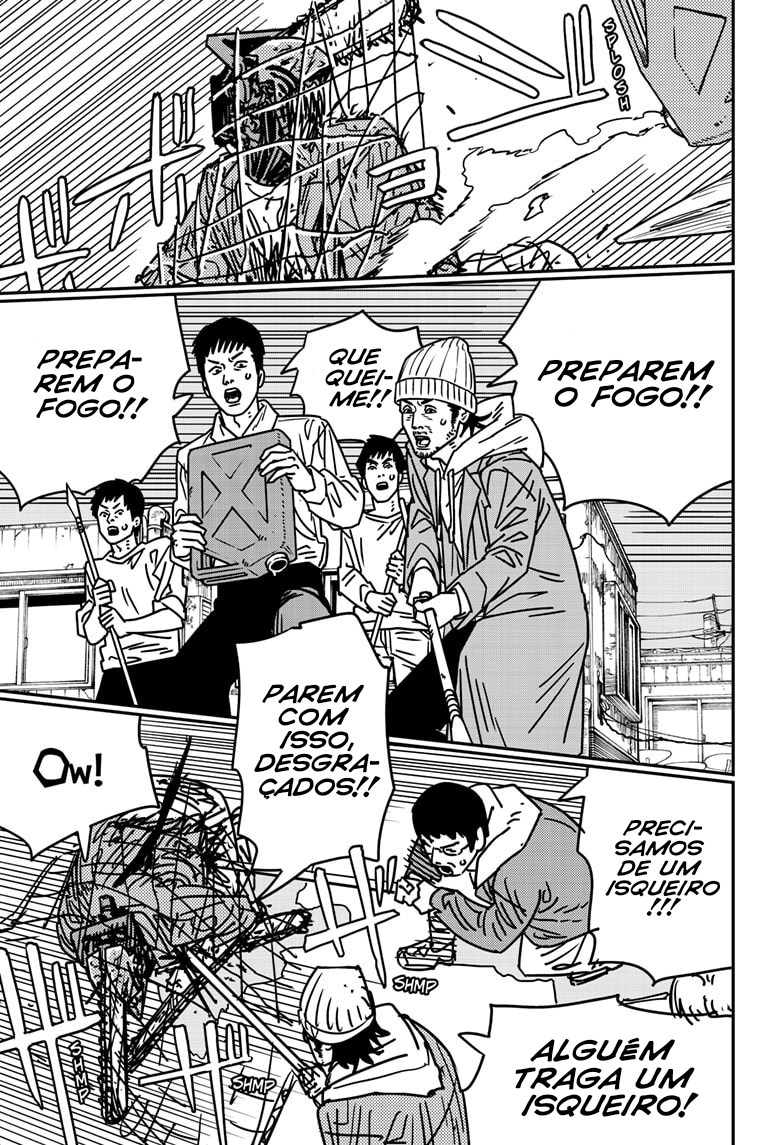 SPLOSH
PREPAREM
O FOGO!!
QUE
QUEI-
ME!!
PREPA-
REM O
FOGO!!
PAREM
COM
ISSO,
DESGRA-
ÇADOS!!
PRECI-
SAMOS
DE UM
ISQUEIRO
!!!
OW!
SHMP
SHMP
SHMP
ALGUÉM
TRAGA UM
ISQUEIRO!